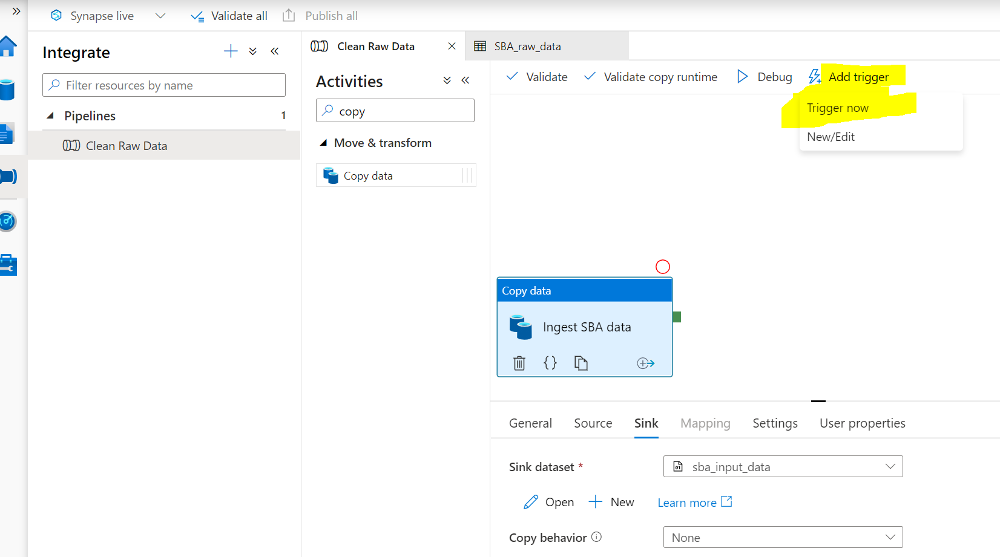 Synapse live
Validate all
Publish all
Integrate
Filter resources by name
Pipelines
1
Clean Raw Data
Clean Raw Data
SBA_raw_data
Activities
copy
Move & transform
Copy data
Validate
Validate copy runtime
Debug
Add trigger
Trigger now
New/Edit
Copy data
Ingest SBA data
{}
General
Source
Sink
Mapping
Settings
User properties
Sink dataset *
01
sba_input_data
Open
New
Learn more
Copy behavior
None